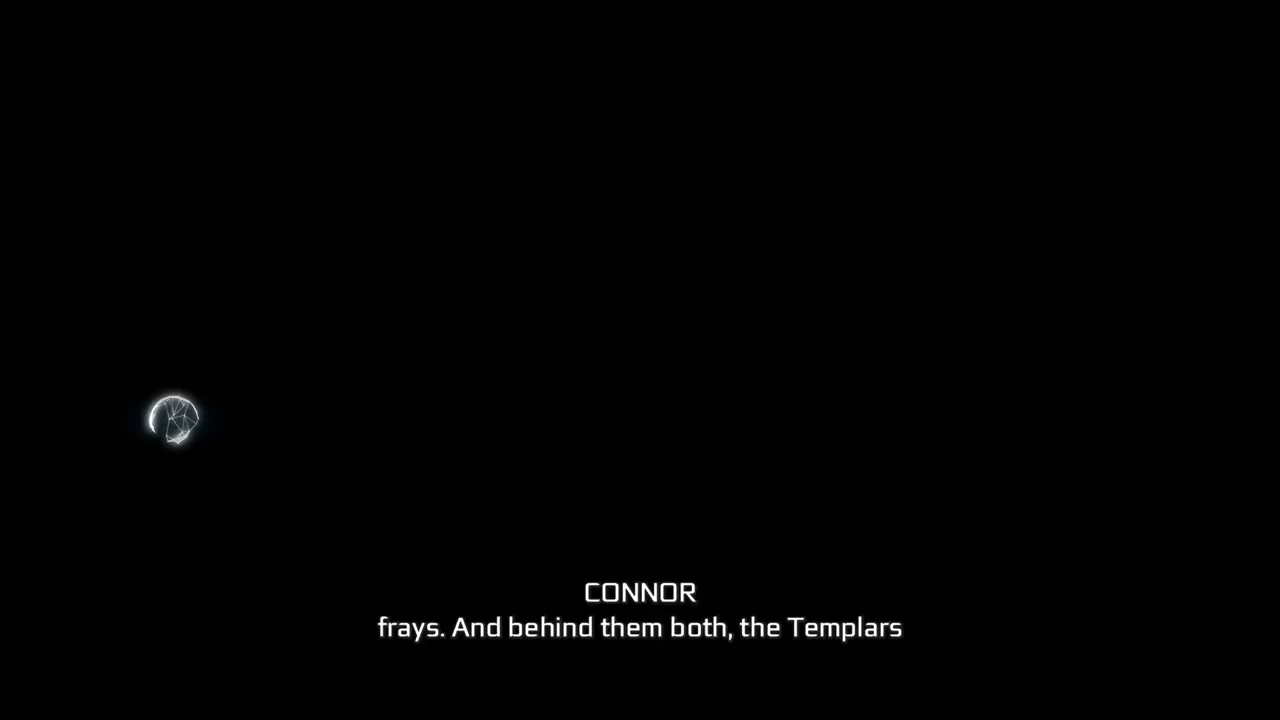 CONNOR
frays. And behind them both, the Templars